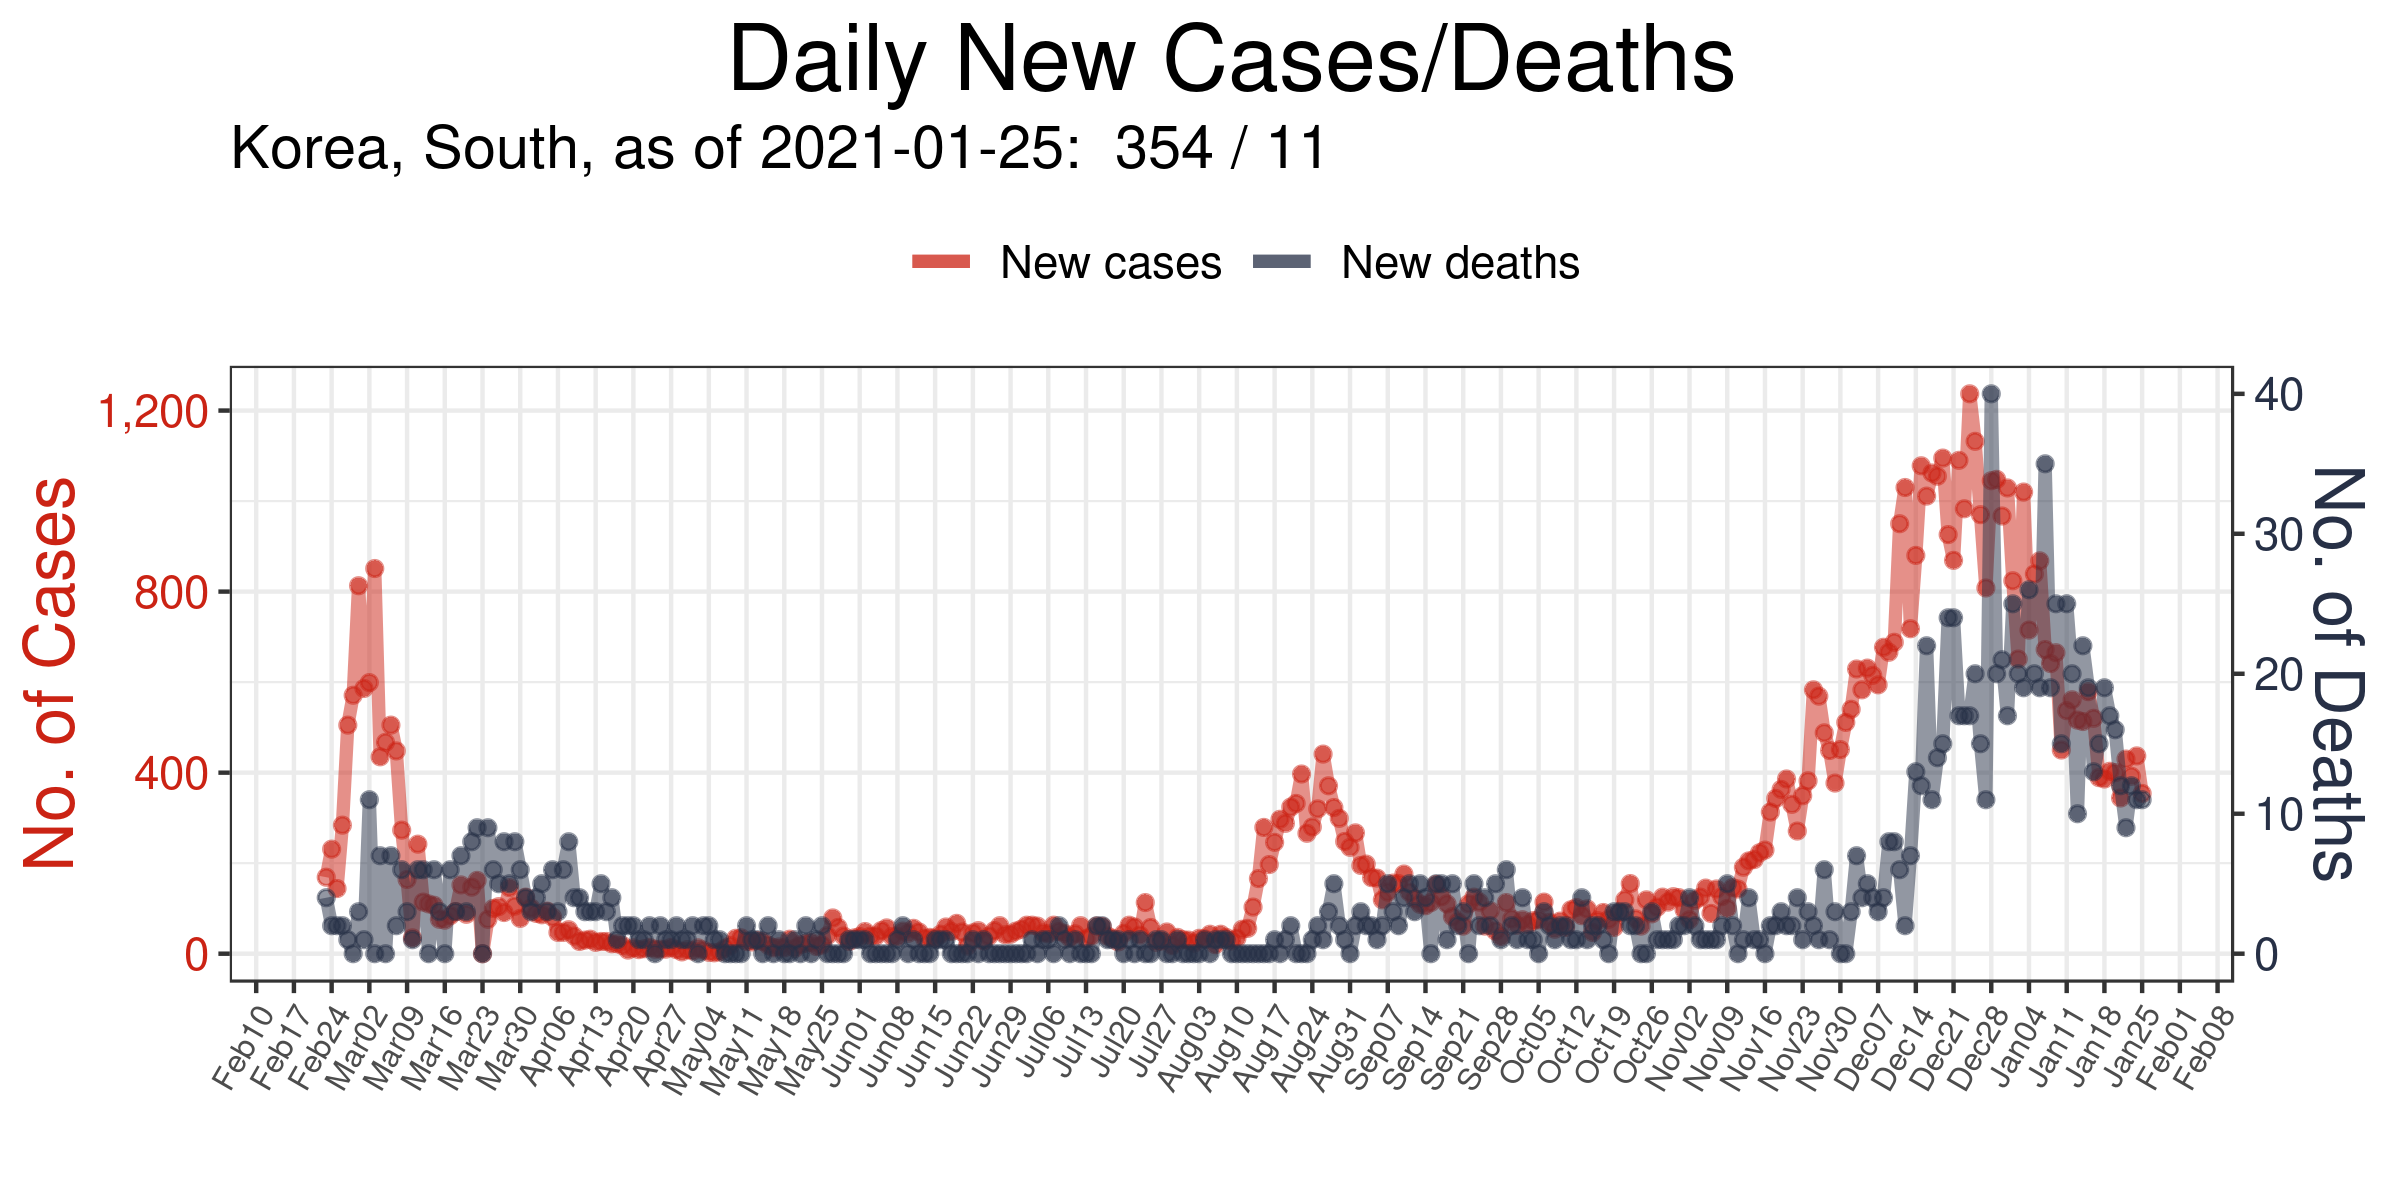 Daily New Cases/Deaths
Korea, South, as of 2021-01-25:  354 / 11
New cases
New deaths
No. of Cases
1,200
800
400
0
40
30
20
10
0
No. of Deaths
Feb10
Feb17
Feb24
Mar02
Mar09
Mar16
Mar23
Mar30
Apr06
Apr13
Apr20
Apr27
May04
May11
May18
May25
Jun01
Jun08
Jun15
Jun22
Jun29
Jul06
Jul13
Jul20
Jul27
Aug03
Aug10
Aug17
Aug24
Aug31
Sep07
Sep14
Sep21
Sep28
Oct05
Oct12
Oct19
Oct26
Nov02
Nov09
Nov16
Nov23
Nov30
Dec07
Dec14
Dec21
Dec28
Jan04
Jan11
Jan18
Jan25
Feb01
Feb08